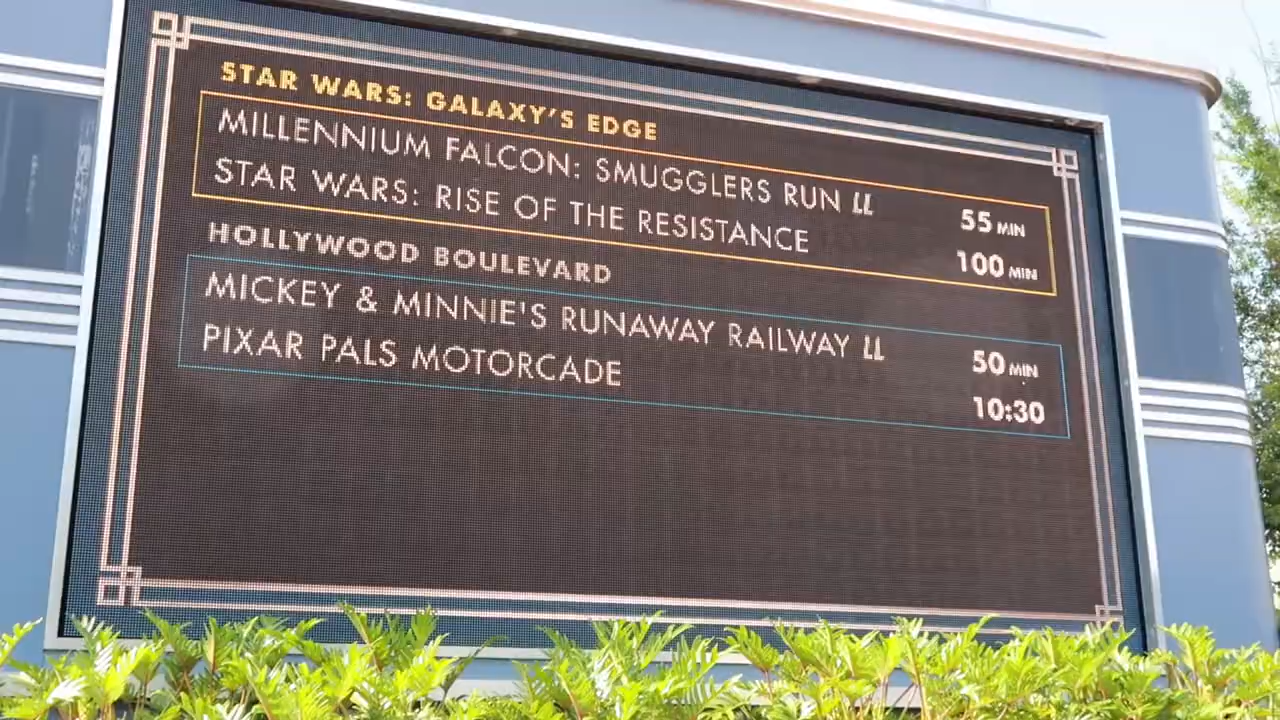 STAR WARS: GALAXY'S EDGE
MILLENNIUM FALCON: SMUGGLERS RUN LL 55 MIN
STAR WARS: RISE OF THE RESISTANCE 100 MIN
HOLLYWOOD BOULEVARD
MICKEY & MINNIE'S RUNAWAY RAILWAY LL 50 MIN
PIXAR PALS MOTORCADE 10:30